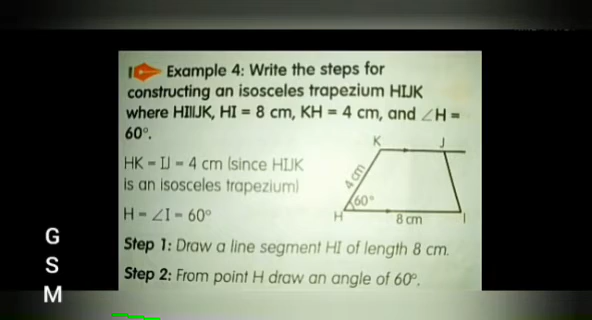 Example 4: Write the steps for
constructing an isosceles trapezium HIJK
where HI||JK, HI = 8 cm, KH = 4 cm, and ∠H =
60°.
HK = IJ = 4 cm (since HIJK
is an isosceles trapezium)
H = ∠I = 60°
K
J
4 cm
60°
H
8 cm
I
Step 1: Draw a line segment HI of length 8 cm.
Step 2: From point H draw an angle of 60°.
G
S
M